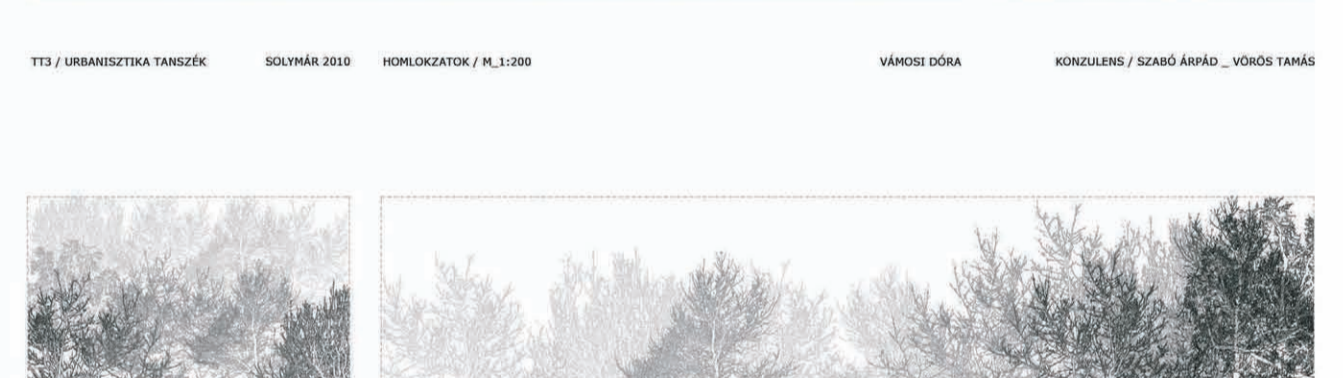 TT3 / URBANISZTIKA TANSZÉK SOLYMÁR 2010 HOMLOKZATOK / M_1:200 VÁMOSI DÓRA KONZULENS / SZABÓ ÁRPÁD _ VÖRÖS TAMÁS